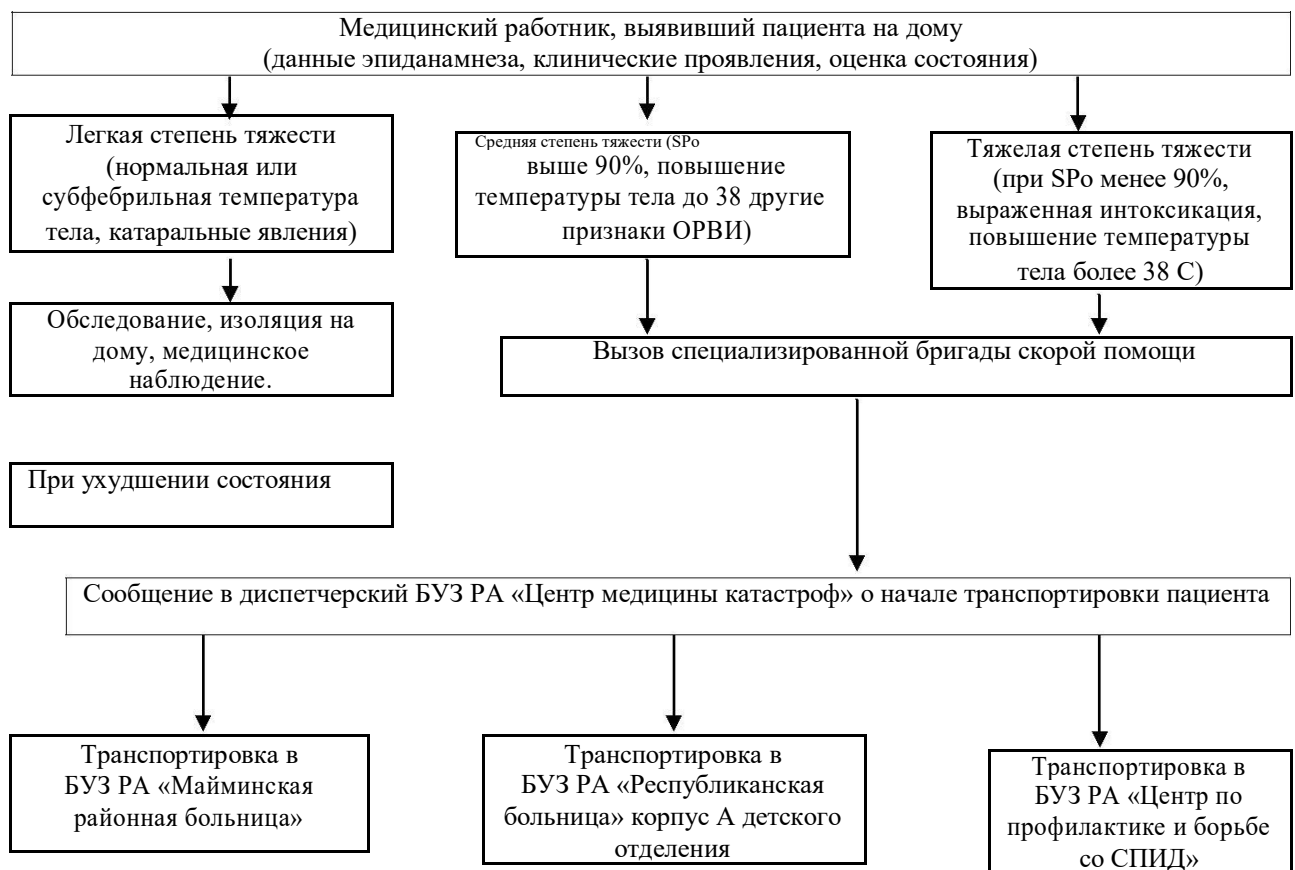 Медицинский работник, выявивший пациента на дому
(данные эпиданамнеза, клинические проявления, оценка состояния)
Легкая степень тяжести
(нормальная или
субфебрильная температура
тела, катаральные явления)
Средняя степень тяжести (SPo
выше 90%, повышение
температуры тела до 38 другие
признаки ОРВИ)
Тяжелая степень тяжести
(при SPo менее 90%,
выраженная интоксикация,
повышение температуры
тела более 38 С)
Обследование, изоляция на
дому, медицинское
наблюдение.
Вызов специализированной бригады скорой помощи
При ухудшении состояния
Сообщение в диспетчерский БУЗ РА «Центр медицины катастроф» о начале транспортировки пациента
Транспортировка в
БУЗ РА «Майминская
районная больница»
Транспортировка в
БУЗ РА «Республиканская
больница» корпус А детского
отделения
Транспортировка в
БУЗ РА «Центр по
профилактике и борьбе
со СПИД»